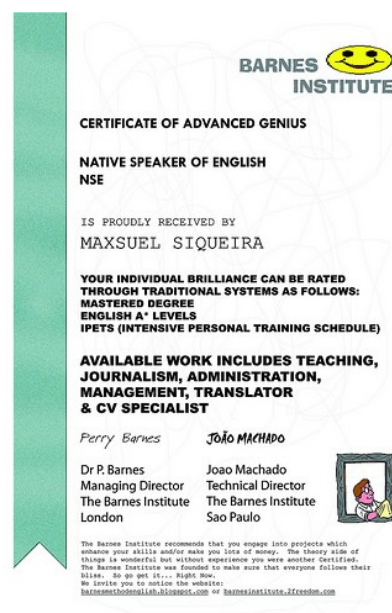 BARNES
INSTITUTE
CERTIFICATE OF ADVANCED GENIUS
NATIVE SPEAKER OF ENGLISH
NSE
IS PROUDLY RECEIVED BY
MAXSUEL SIQUEIRA
YOUR INDIVIDUAL BRILLIANCE CAN BE RATED
THROUGH TRADITIONAL SYSTEMS AS FOLLOWS:
MASTERED DEGREE
ENGLISH A* LEVELS
IPETS (INTENSIVE PERSONAL TRAINING SCHEDULE)
AVAILABLE WORK INCLUDES TEACHING,
JOURNALISM, ADMINISTRATION,
MANAGEMENT, TRANSLATOR
& CV SPECIALIST
Perry Barnes
JOÃO MACHADO
Dr P. Barnes
Managing Director
The Barnes Institute
London
Joao Machado
Technical Director
The Barnes Institute
Sao Paulo
The Barnes Institute recommends that you engage into projects which
enhance your skills and/or make you lots of money. The theory side of
things is wonderful but without experience you were another Certified.
The Barnes Institute was founded to make sure that everyone follows their
bliss. So go get it... Right Now.
We invite you to notice the website:
barnesmethodenglish.blogspot.com or barnesinstitute.2freedom.com